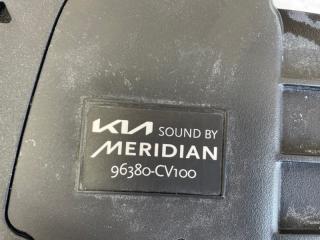 KIA SOUND BY
MERIDIAN
96380-CV100